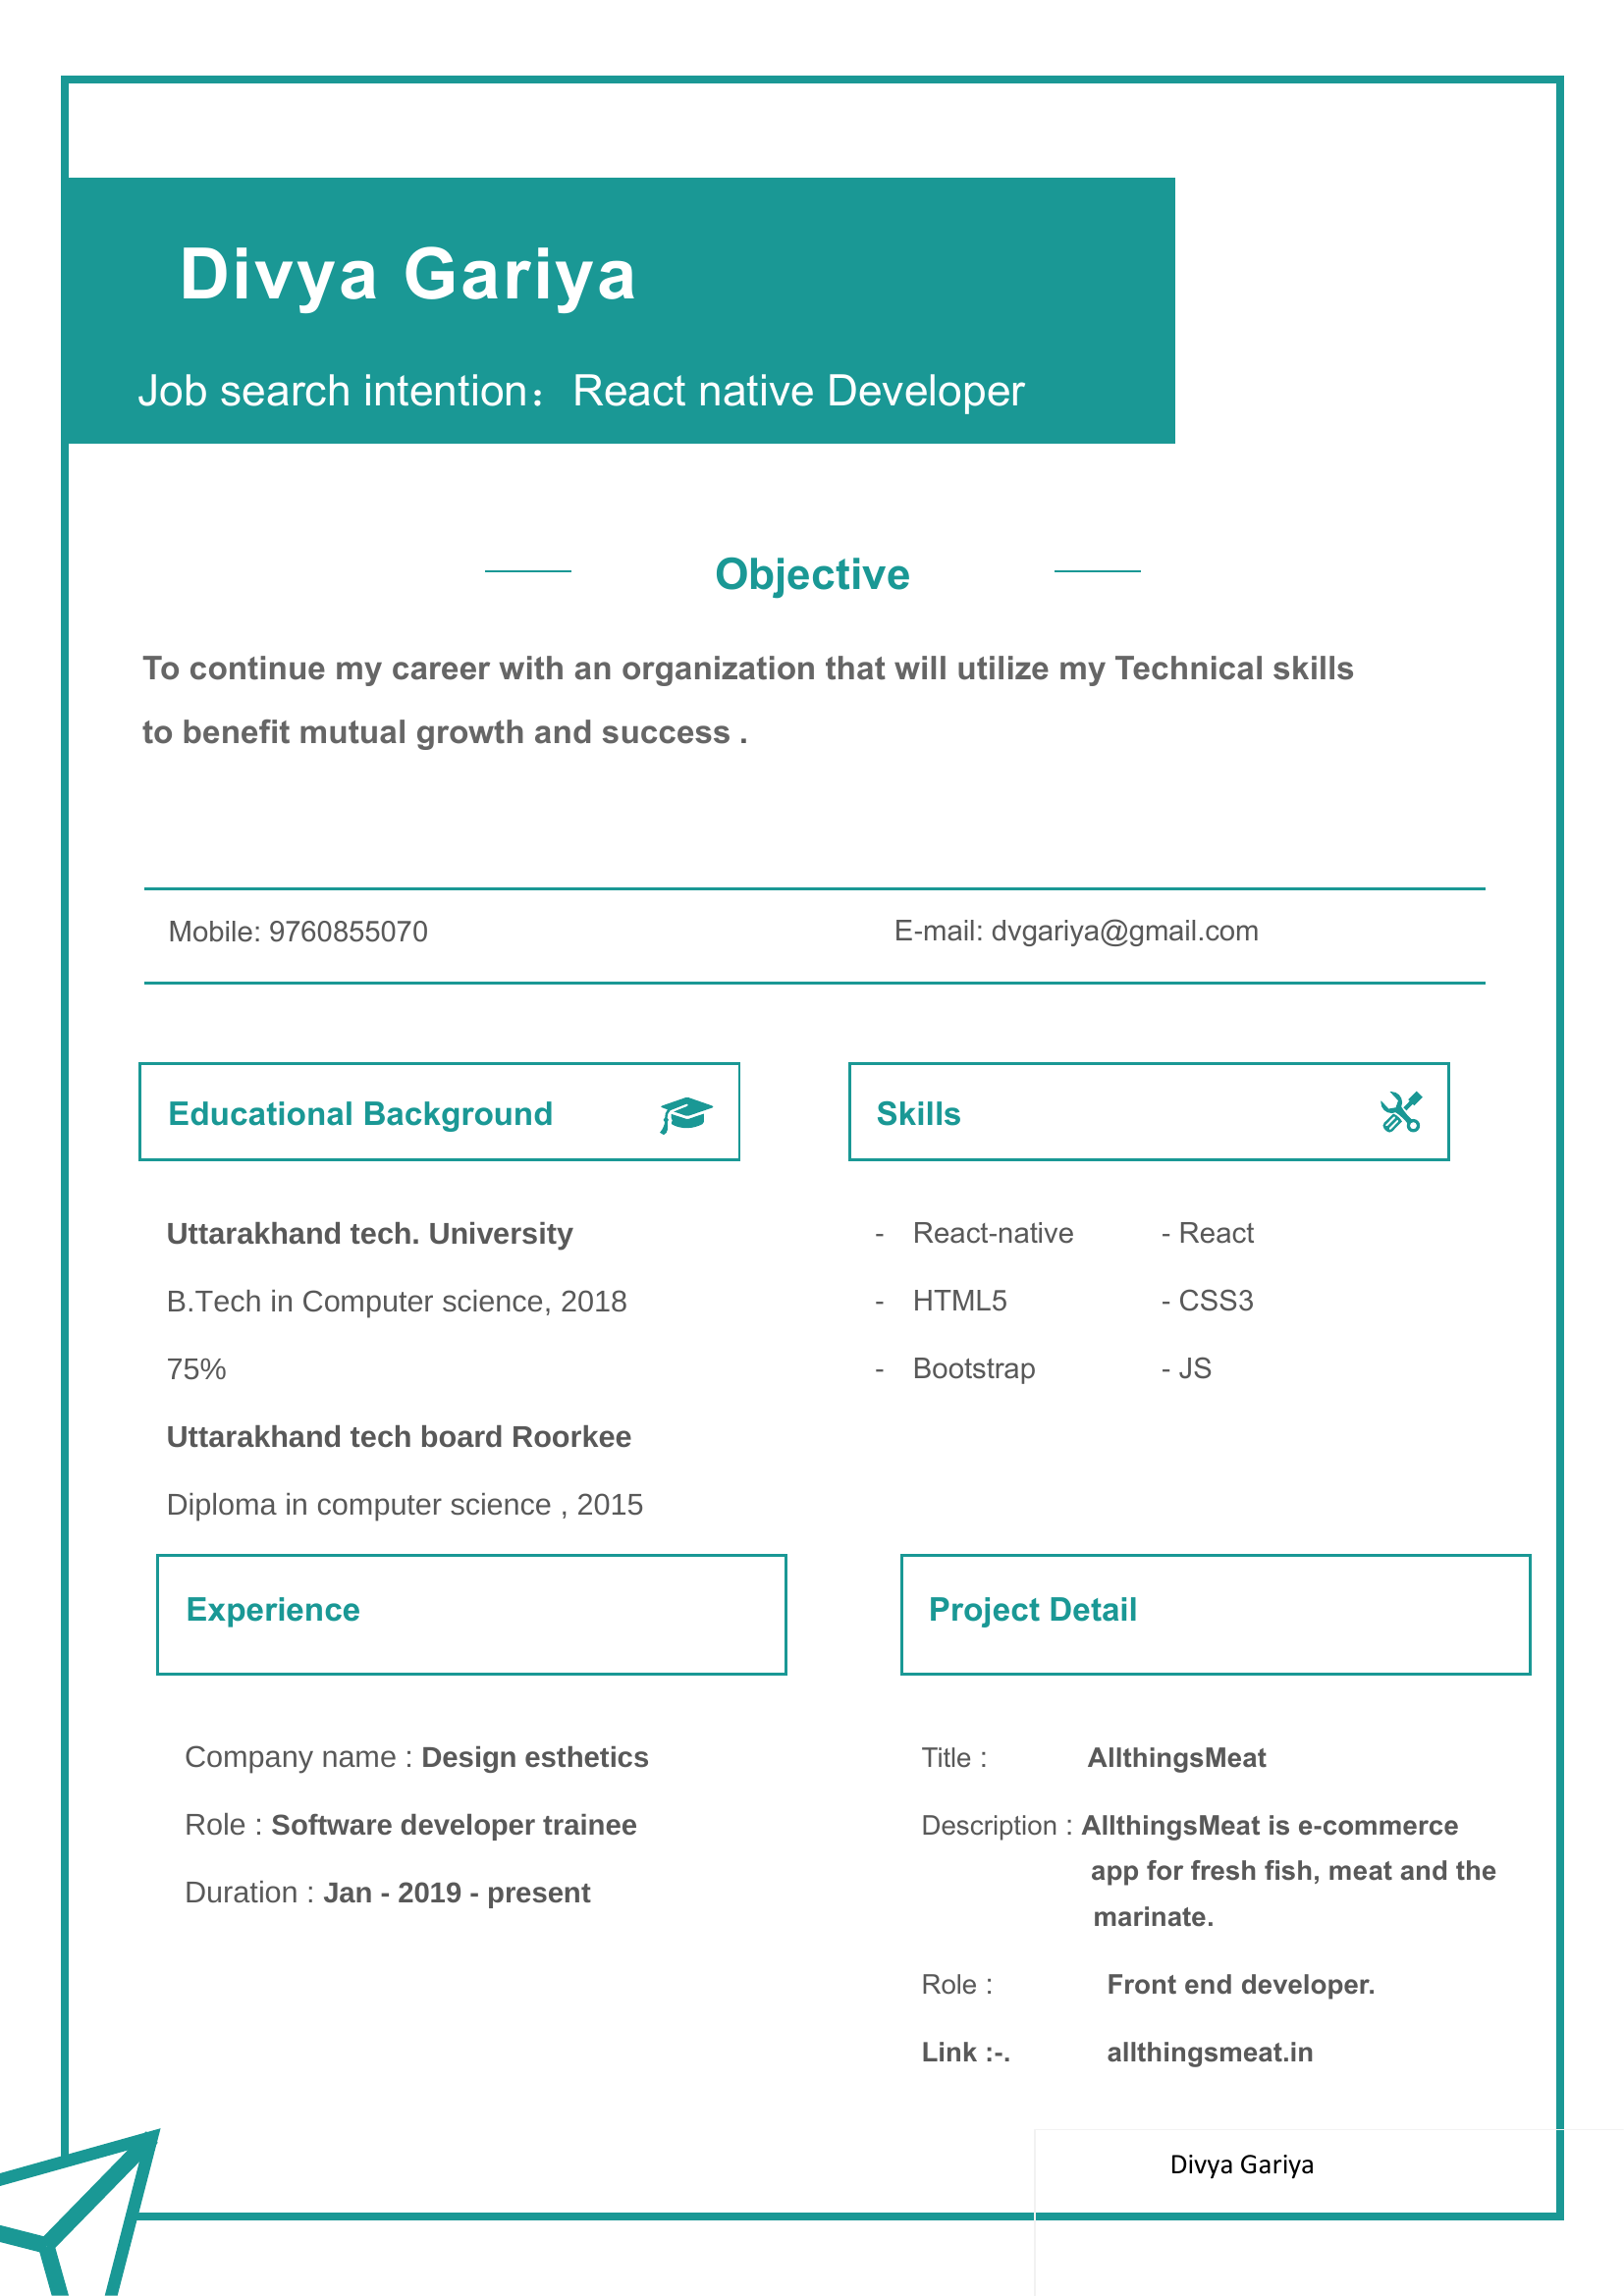 Divya Gariya
Job search intention：React native Developer
Objective
To continue my career with an organization that will utilize my Technical skills
to benefit mutual growth and success .
Mobile: 9760855070
E-mail: dvgariya@gmail.com
Educational Background
Uttarakhand tech. University
B.Tech in Computer science, 2018
75%
Uttarakhand tech board Roorkee
Diploma in computer science , 2015
Skills
- React-native - React
- HTML5 - CSS3
- Bootstrap - JS
Experience
Company name : Design esthetics
Role : Software developer trainee
Duration : Jan - 2019 - present
Project Detail
Title : AllthingsMeat
Description : AllthingsMeat is e-commerce
app for fresh fish, meat and the
marinate.
Role : Front end developer.
Link :-. allthingsmeat.in
Divya Gariya